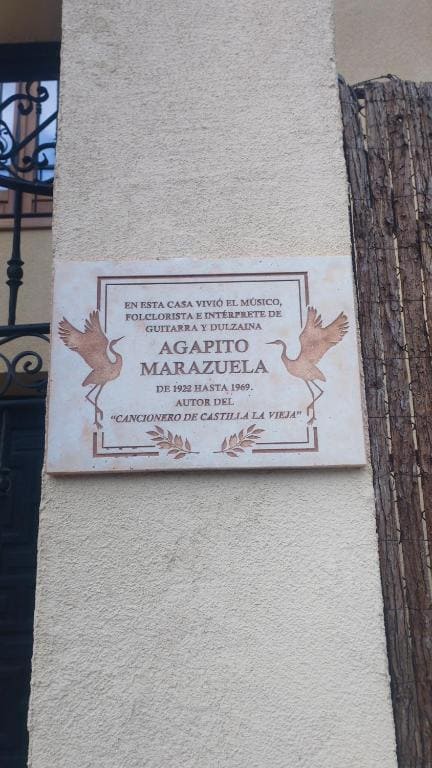 EN ESTA CASA VIVIÓ EL MÚSICO,
FOLCLORISTA E INTÉRPRETE DE
GUITARRA Y DULZAINA
AGAPITO
MARAZUELA
DE 1922 HASTA 1969.
AUTOR DEL
"CANCIONERO DE CASTILLA LA VIEJA"